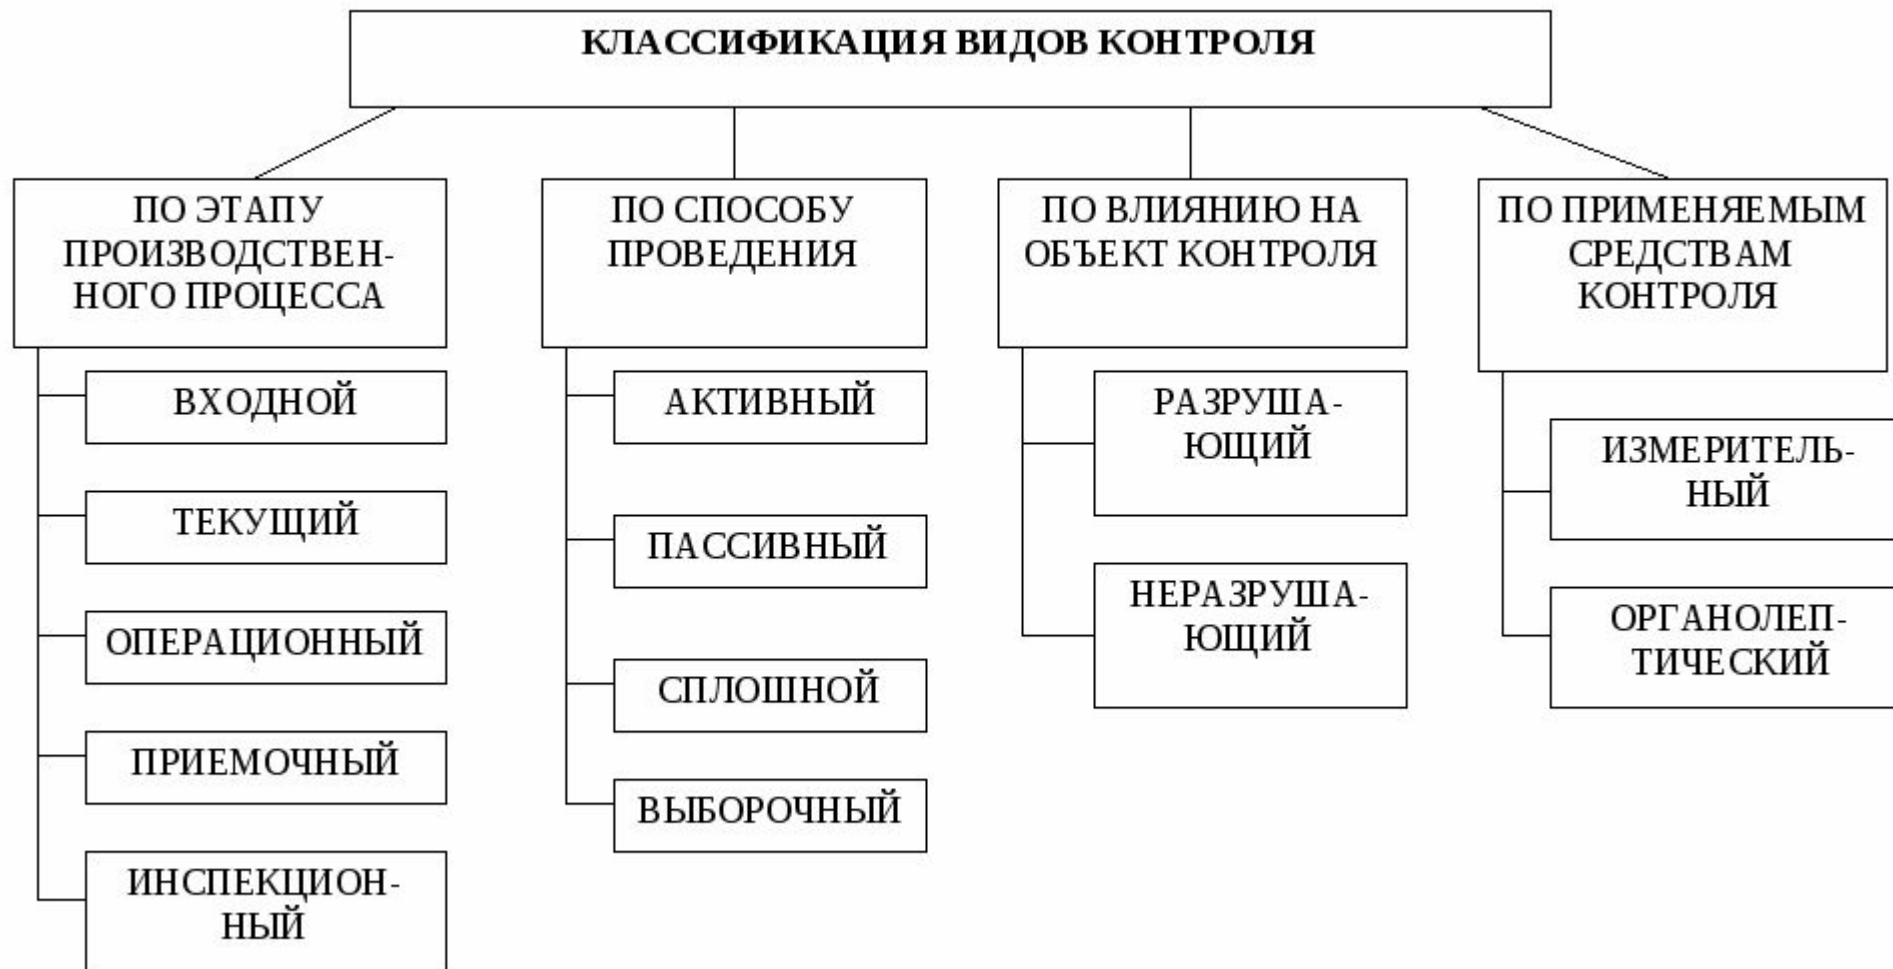 КЛАССИФИКАЦИЯ ВИДОВ КОНТРОЛЯ
ПО ЭТАПУ
ПРОИЗВОДСТВЕН-
НОГО ПРОЦЕССА
ВХОДНОЙ
ТЕКУЩИЙ
ОПЕРАЦИОННЫЙ
ПРИЕМОЧНЫЙ
ИНСПЕКЦИОН-
НЫЙ
ПО СПОСОБУ
ПРОВЕДЕНИЯ
АКТИВНЫЙ
ПАССИВНЫЙ
СПЛОШНОЙ
ВЫБОРОЧНЫЙ
ПО ВЛИЯНИЮ НА
ОБЪЕКТ КОНТРОЛЯ
РАЗРУША-
ЮЩИЙ
НЕРАЗРУША-
ЮЩИЙ
ПО ПРИМЕНЯЕМЫМ
СРЕДСТВАМ
КОНТРОЛЯ
ИЗМЕРИТЕЛЬ-
НЫЙ
ОРГАНОЛЕП-
ТИЧЕСКИЙ